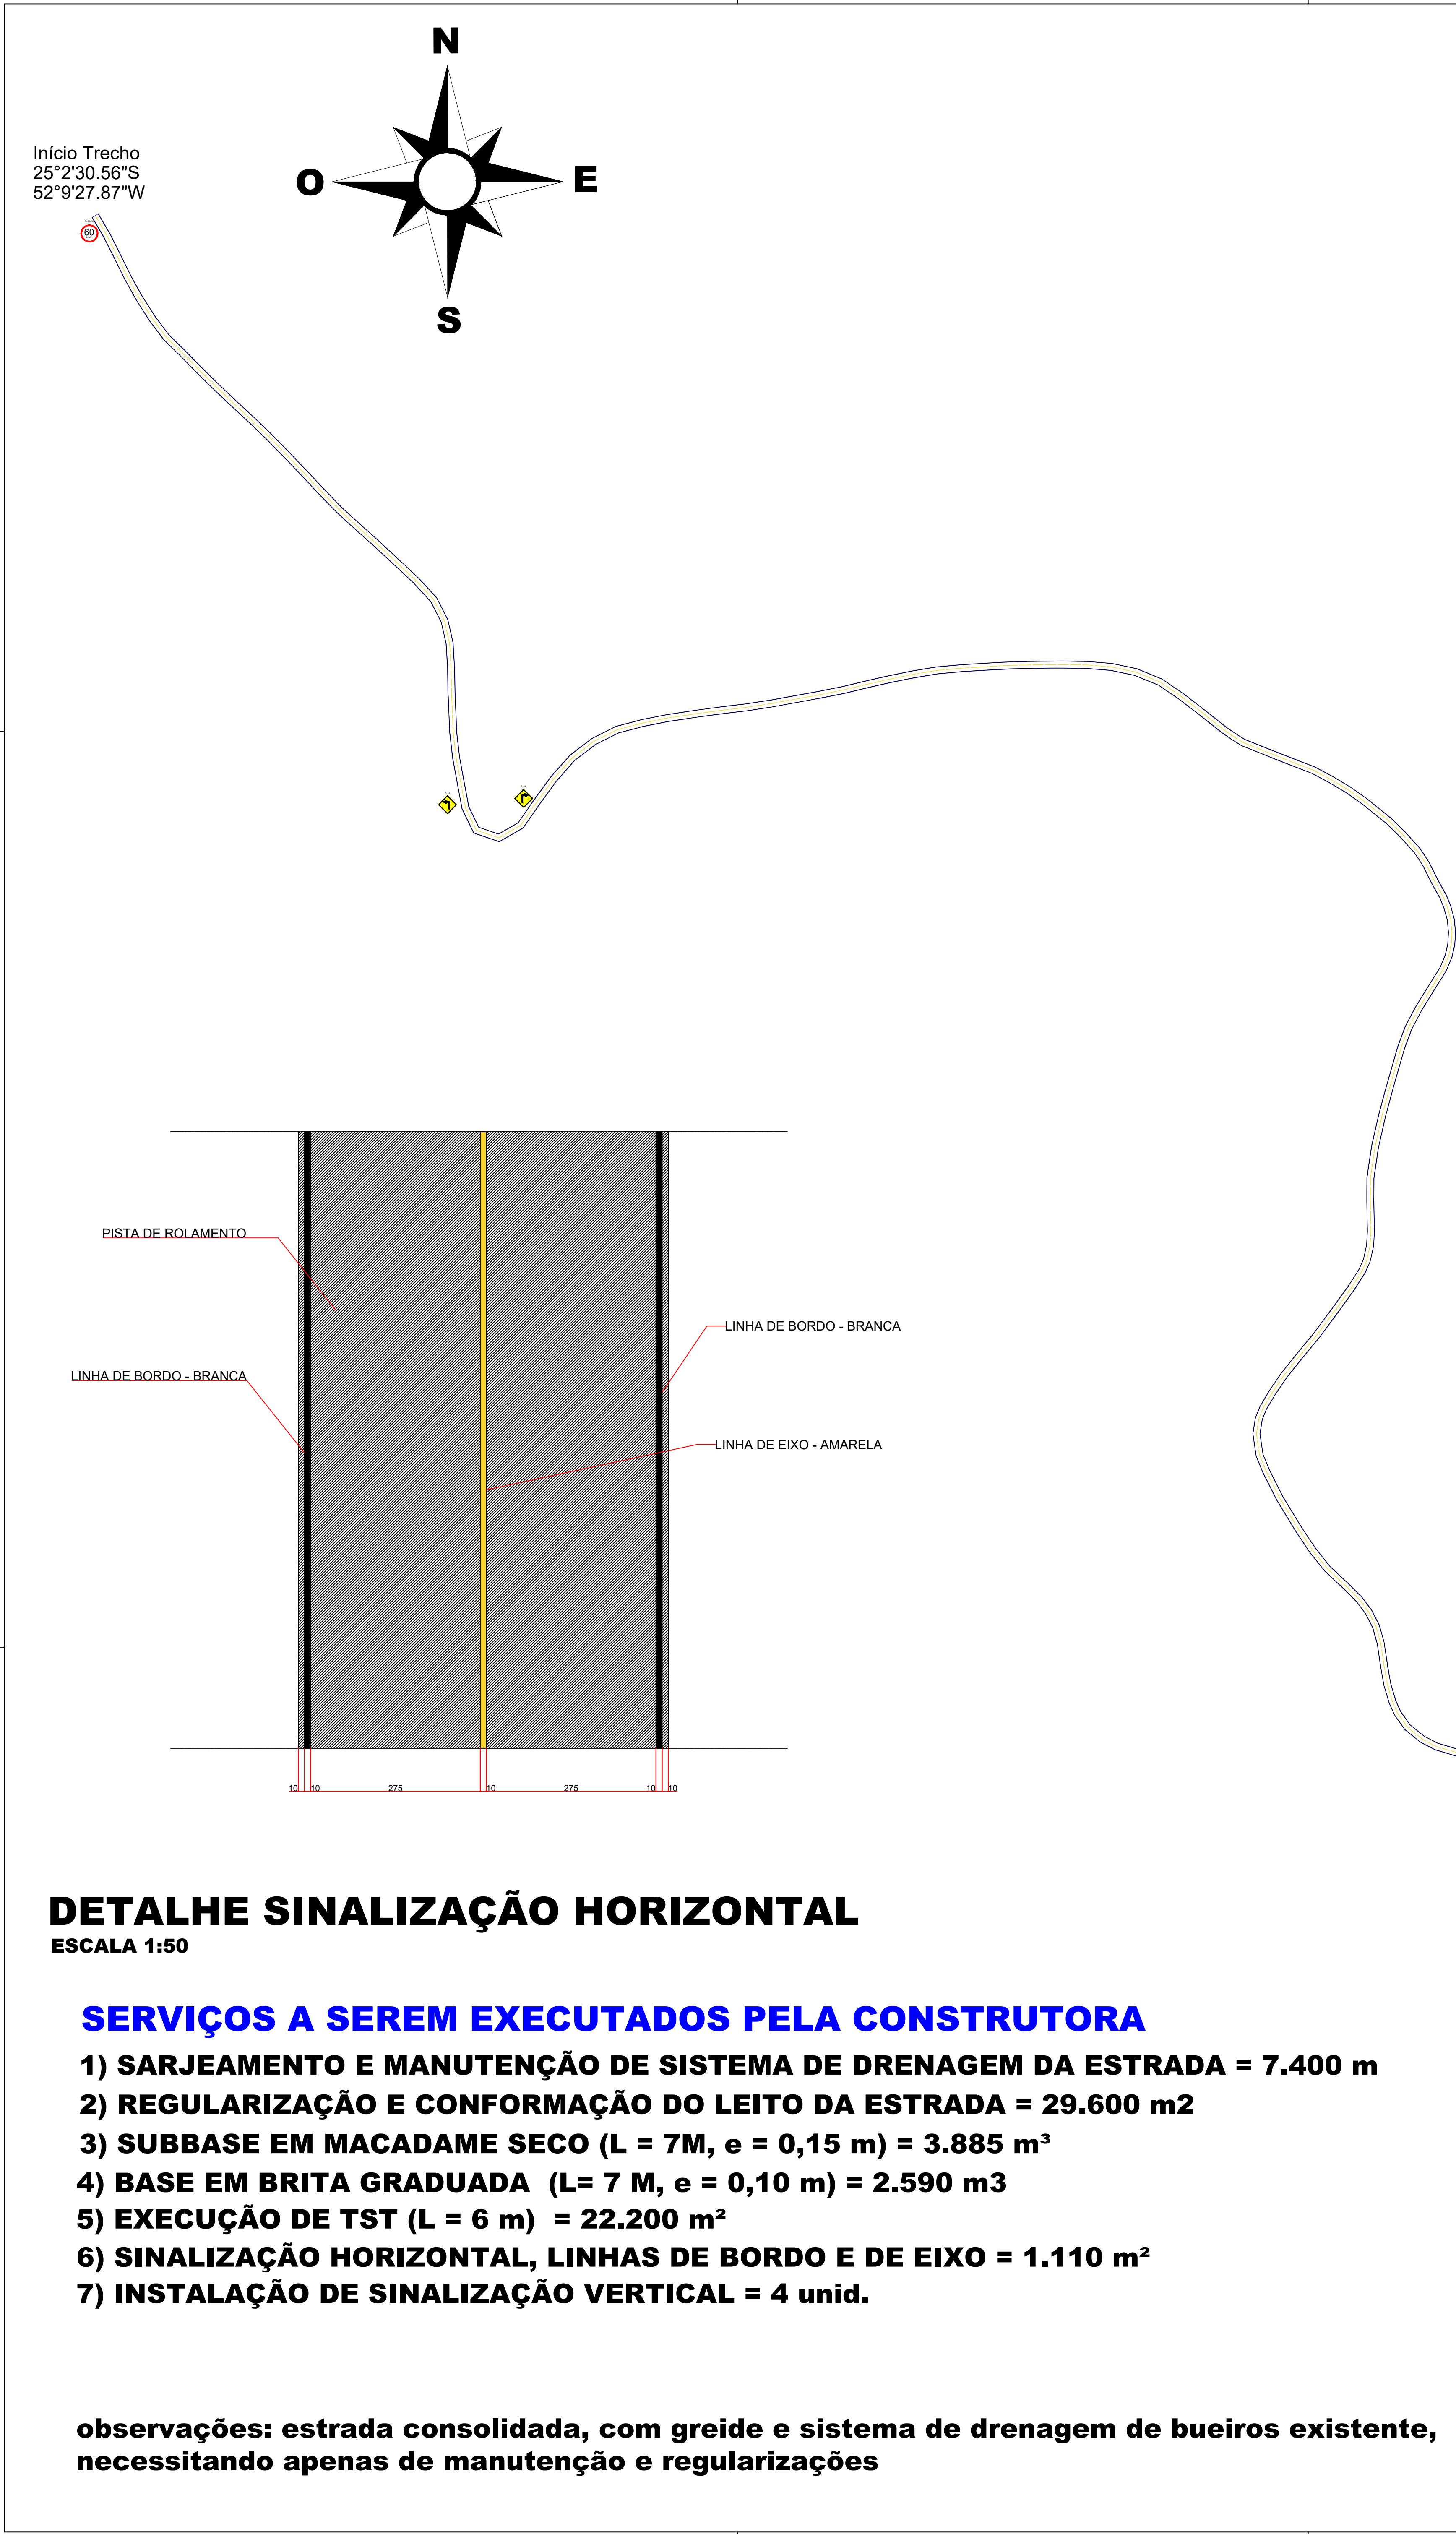 N
O
E
S
Início Trecho
25°2'30.56"S
52°9'27.87"W
60
PISTA DE ROLAMENTO
LINHA DE BORDO - BRANCA
LINHA DE BORDO - BRANCA
LINHA DE EIXO - AMARELA
10 10 275 10 275 10 10
DETALHE SINALIZAÇÃO HORIZONTAL
ESCALA 1:50
SERVIÇOS A SEREM EXECUTADOS PELA CONSTRUTORA
1) SARJEAMENTO E MANUTENÇÃO DE SISTEMA DE DRENAGEM DA ESTRADA = 7.400 m
2) REGULARIZAÇÃO E CONFORMAÇÃO DO LEITO DA ESTRADA = 29.600 m2
3) SUBBASE EM MACADAME SECO (L = 7M, e = 0,15 m) = 3.885 m³
4) BASE EM BRITA GRADUADA (L= 7 M, e = 0,10 m) = 2.590 m3
5) EXECUÇÃO DE TST (L = 6 m) = 22.200 m²
6) SINALIZAÇÃO HORIZONTAL, LINHAS DE BORDO E DE EIXO = 1.110 m²
7) INSTALAÇÃO DE SINALIZAÇÃO VERTICAL = 4 unid.
observações: estrada consolidada, com greide e sistema de drenagem de bueiros existente,
necessitando apenas de manutenção e regularizações